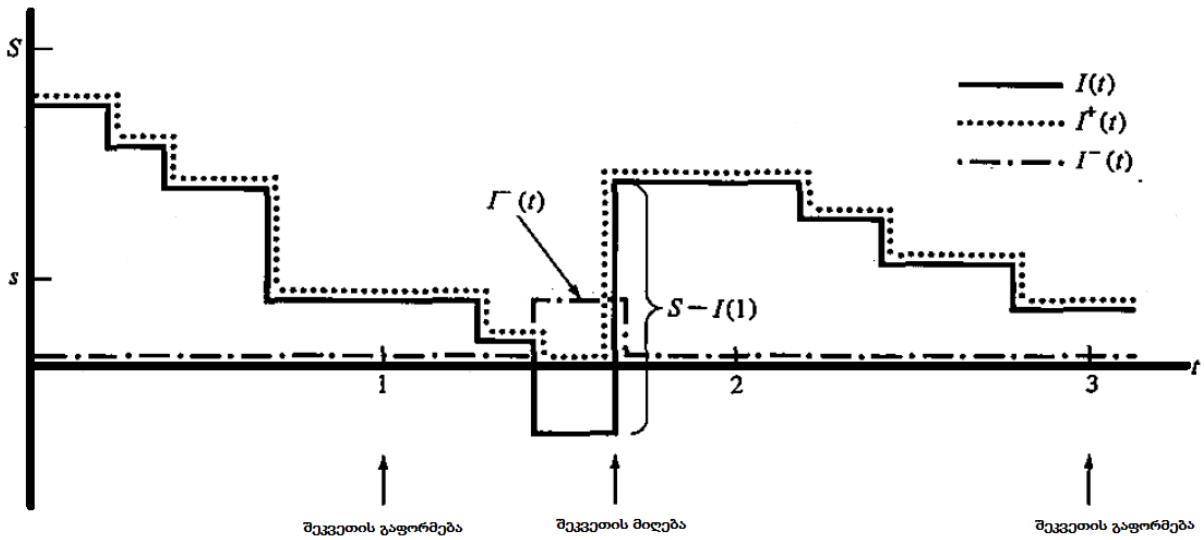 S
I(t)
I⁺(t)
I⁻(t)
I⁻(t)
s
S – I(1)
1
2
3
t
შეკვეთის გაფორმება
შეკვეთის მიღება
შეკვეთის გაფორმება